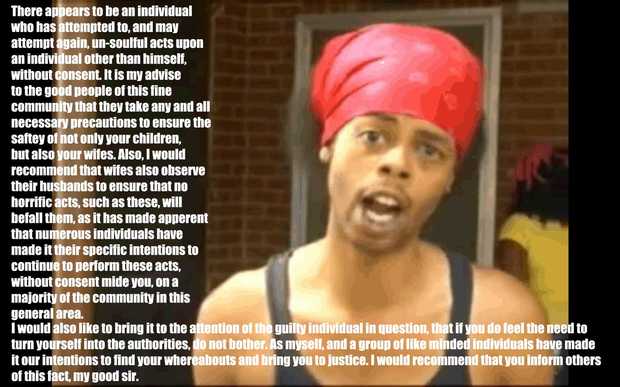 There appears to be an individual
who has attempted to, and may
attempt again, un-soulful acts upon
an individual other than himself,
without consent. It is my advise
to the good people of this fine
community that they take any and all
necessary precautions to ensure the
saftey of not only your children,
but also your wifes. Also, I would
recommend that wifes also observe
their husbands to ensure that no
horrific acts, such as these, will
befall them, as it has made apperent
that numerous individuals have
made it their specific intentions to
continue to perform these acts,
without consent mide you, on a
majority of the community in this
general area.
I would also like to bring it to the attention of the guilty individual in question, that if you do feel the need to
turn yourself into the authorities, do not bother. As myself, and a group of like minded individuals have made
it our intentions to find your whereabouts and bring you to justice. I would recommend that you inform others
of this fact, my good sir.